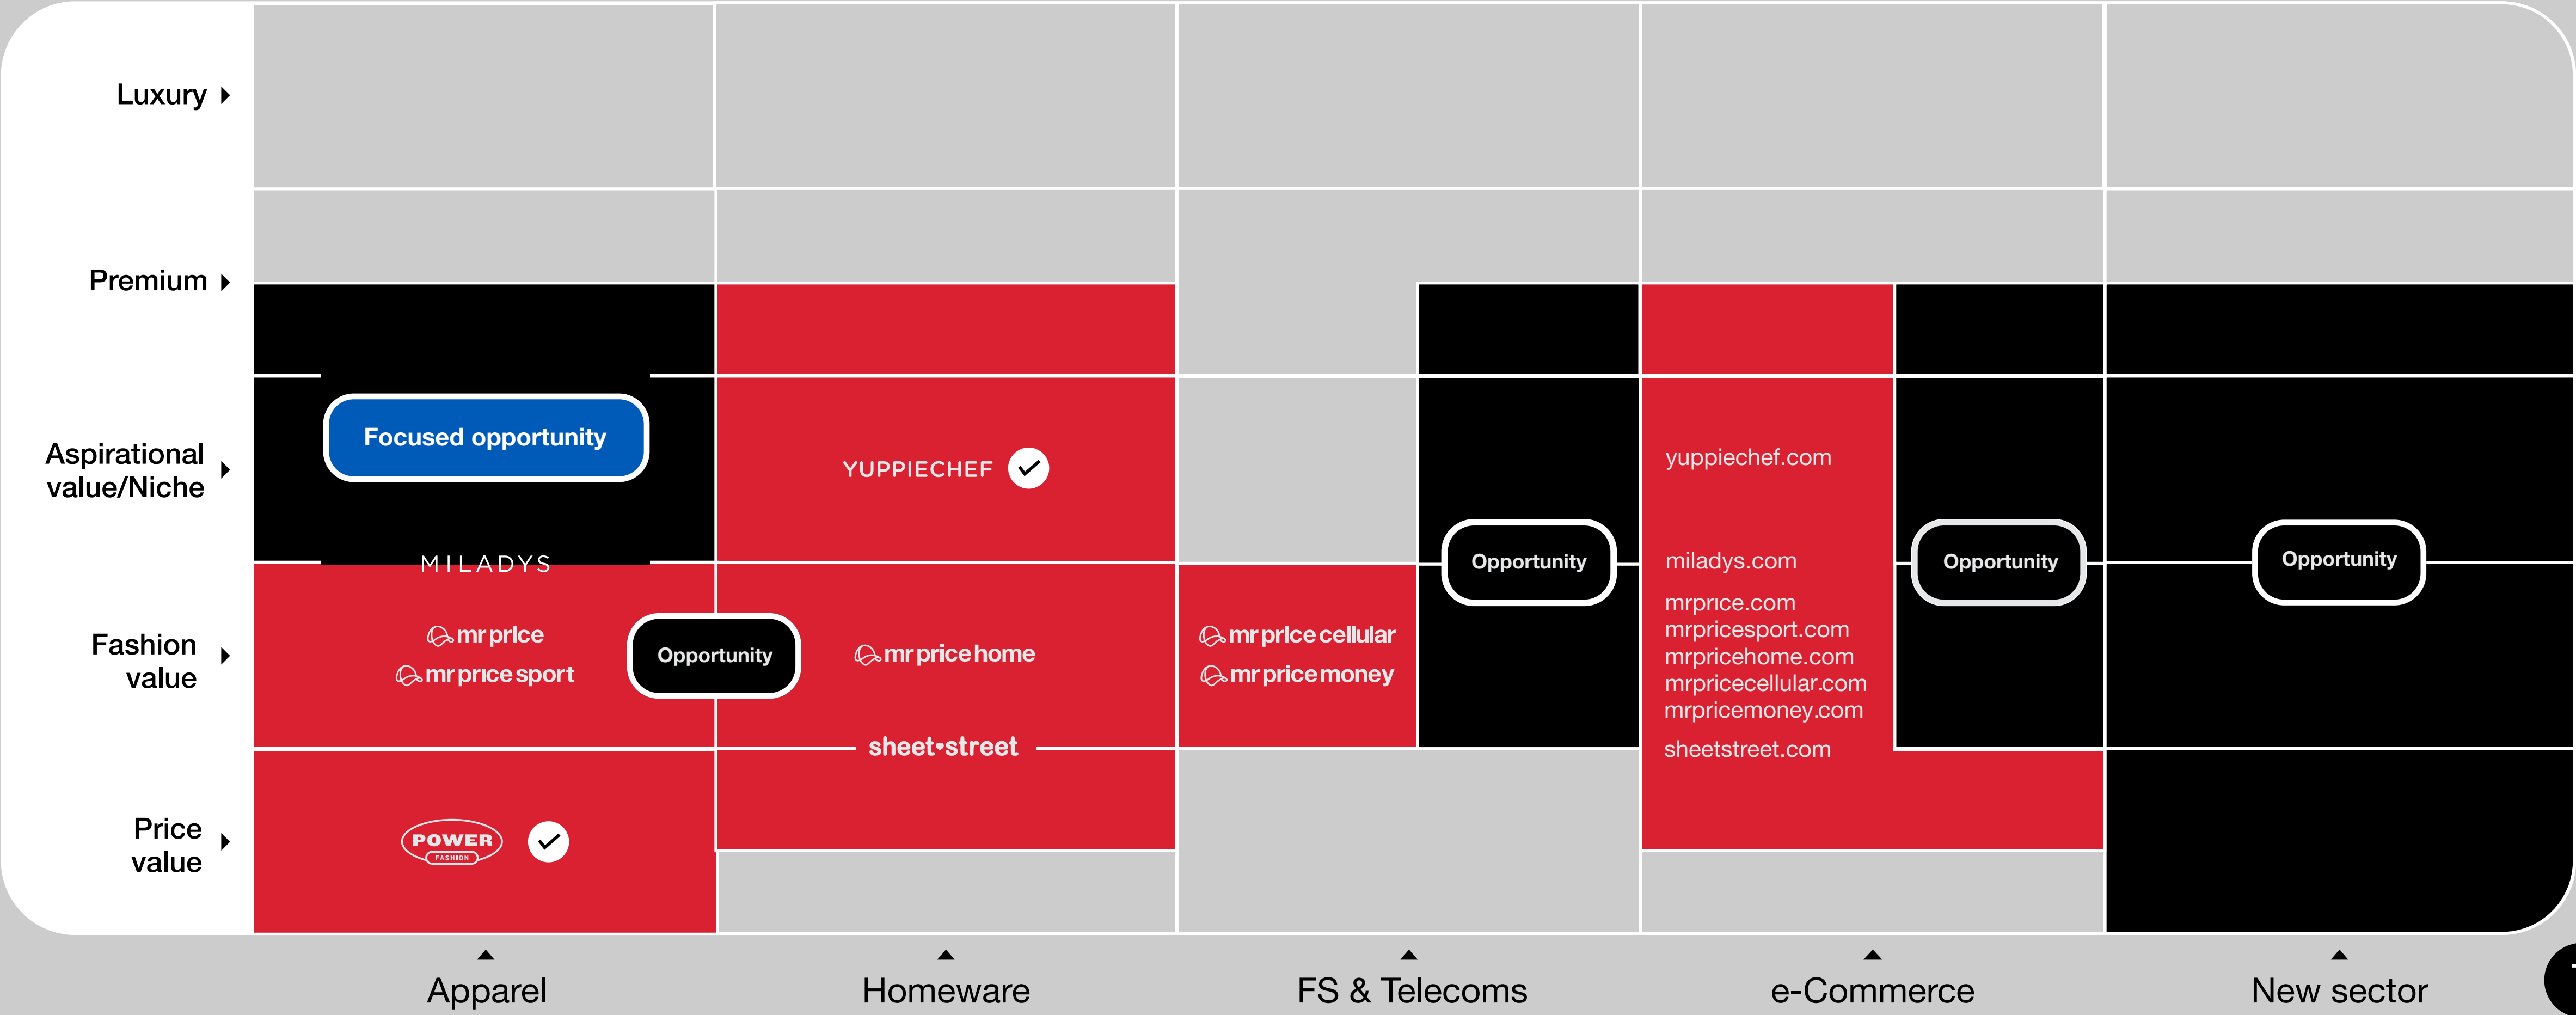 Luxury
Premium
Aspirational
value/Niche
Focused opportunity
YUPPIECHEF
yuppiechef.com
MILADYS
Opportunity
miladys.com
Opportunity
Opportunity
Fashion
value
mr price
mr price sport
Opportunity
mr price home
mr price cellular
mr price money
mrprice.com
mrpricesport.com
mrpricehome.com
mrpricecellular.com
mrpricemoney.com
sheet street
sheetstreet.com
Price
value
POWER
FASHION
Apparel
Homeware
FS & Telecoms
e-Commerce
New sector